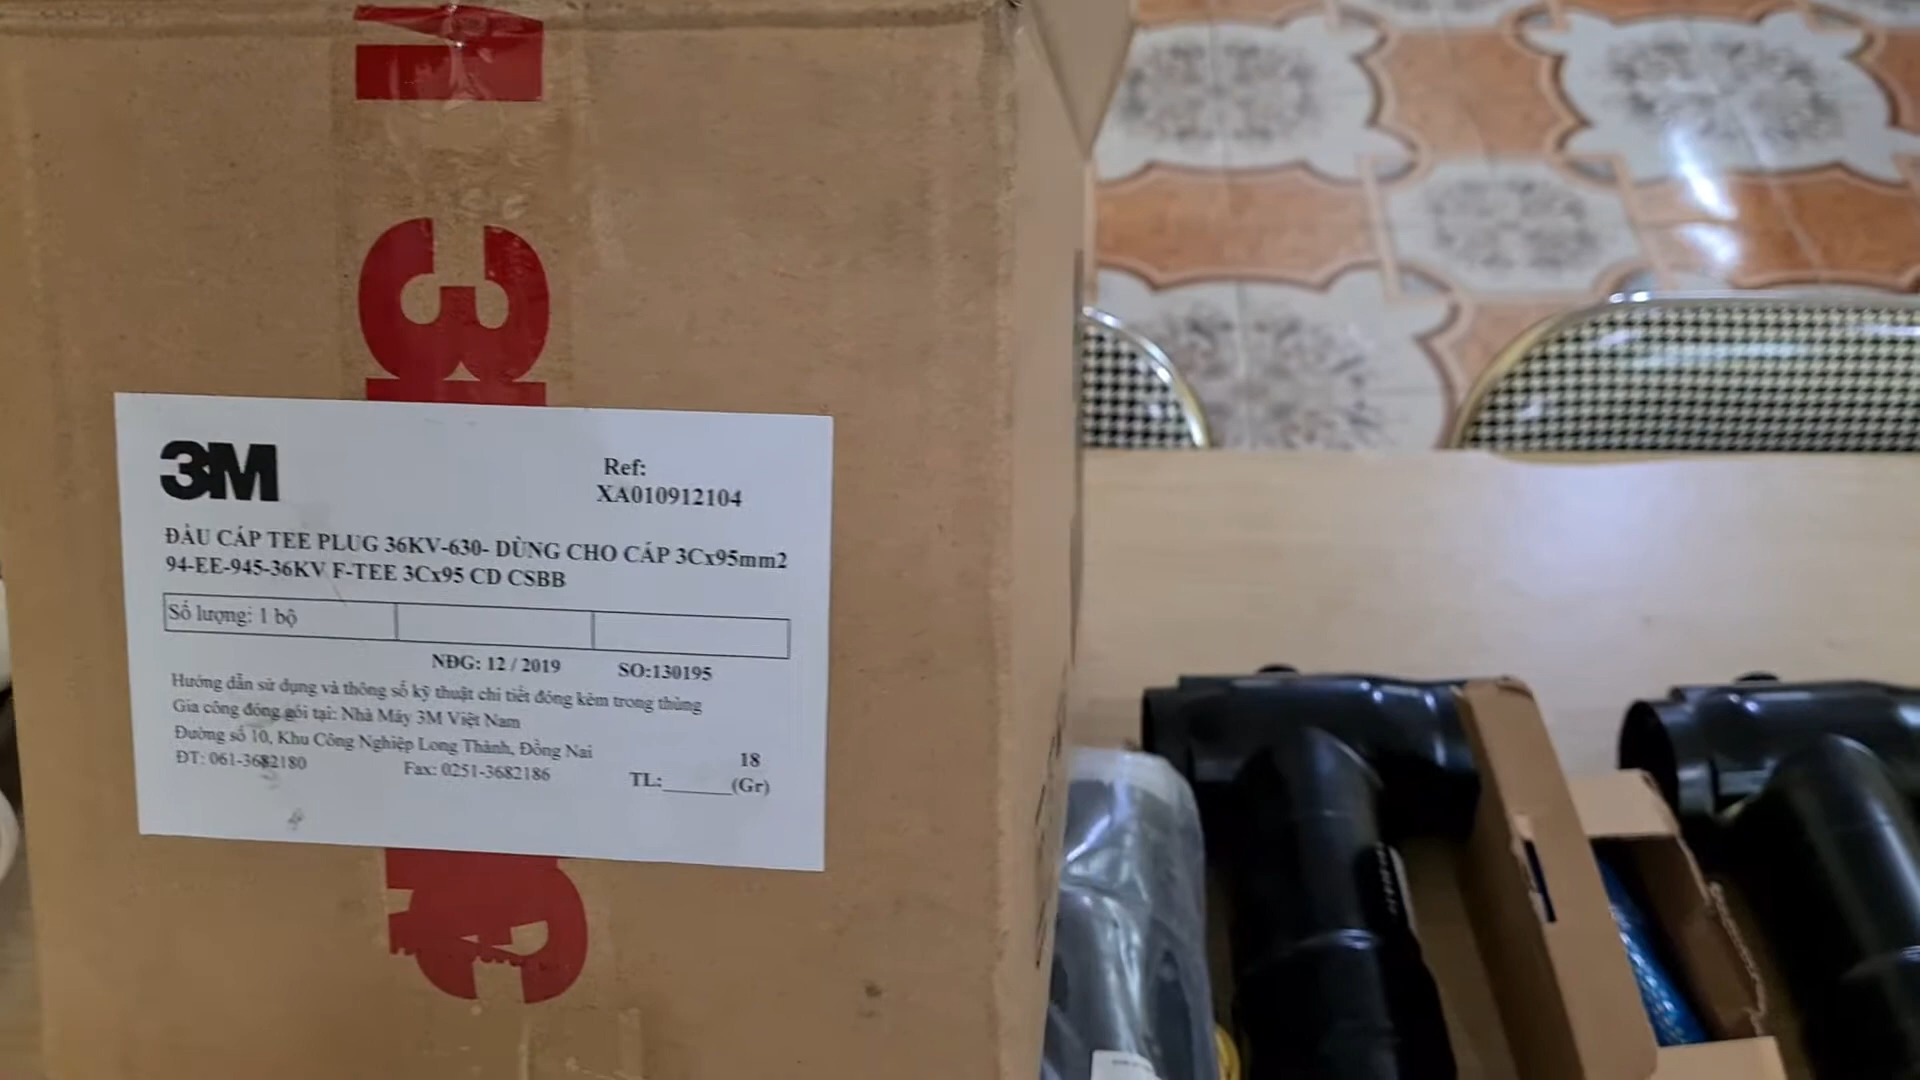 3M
3M
Ref:
XA010912104
ĐẦU CÁP TEE PLUG 36KV-630- DÙNG CHO CÁP 3Cx95mm2
94-EE-945-36KV F-TEE 3Cx95 CD CSBB
Số lượng: 1 bộ
NĐG: 12 / 2019 SO:130195
Hướng dẫn sử dụng và thông số kỹ thuật chi tiết đóng kèm trong thùng
Gia công đóng gói tại: Nhà Máy 3M Việt Nam
Đường số 10, Khu Công Nghiệp Long Thành, Đồng Nai
ĐT: 061-3682180 Fax: 0251-3682186
18
TL:______(Gr)